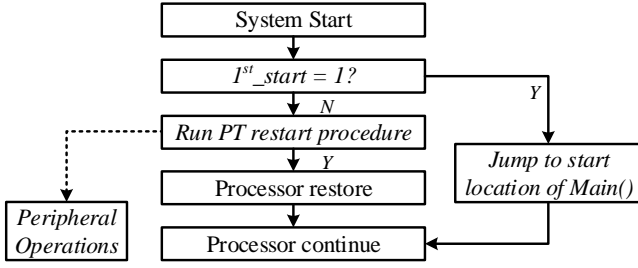 System Start
1st_start = 1?
Y
N
Run PT restart procedure
Y
Jump to start
location of Main()
Processor restore
Peripheral
Operations
Processor continue